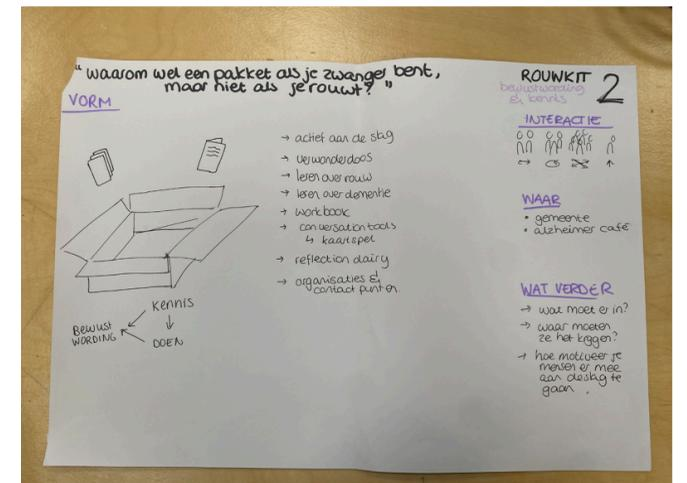 "waarom wel een pakket als je zwanger bent,
maar niet als je rouwt?"
ROUWKIT 2
bewustwording
& kennis
VORM
→ actief aan de slag
→ verwonderdoos
→ leren over rouw
→ leren over dementie
→ workbook
→ conversation tools
↳ kaartspel
→ reflection dairy
→ organisaties &
contact punten
KENNIS
BEWUST
WORDING
DOEN
INTERACTIE
WAAR
• gemeente
• alzheimer café
WAT VERDER
→ wat moet er in?
→ waar moeten
ze het krijgen?
→ hoe motiveer je
mensen er mee
aan de slag te
gaan.